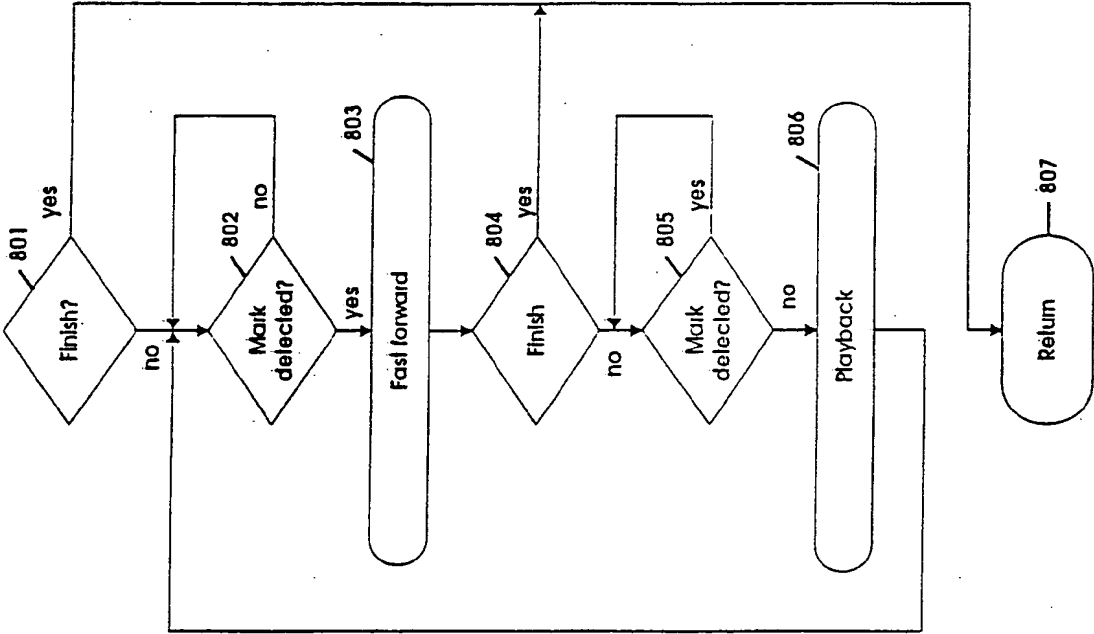 801
Finish?
yes
no
802
Mark
detected?
no
yes
803
Fast forward
804
Finish
yes
no
805
Mark
detected?
yes
no
806
Playback
807
Return